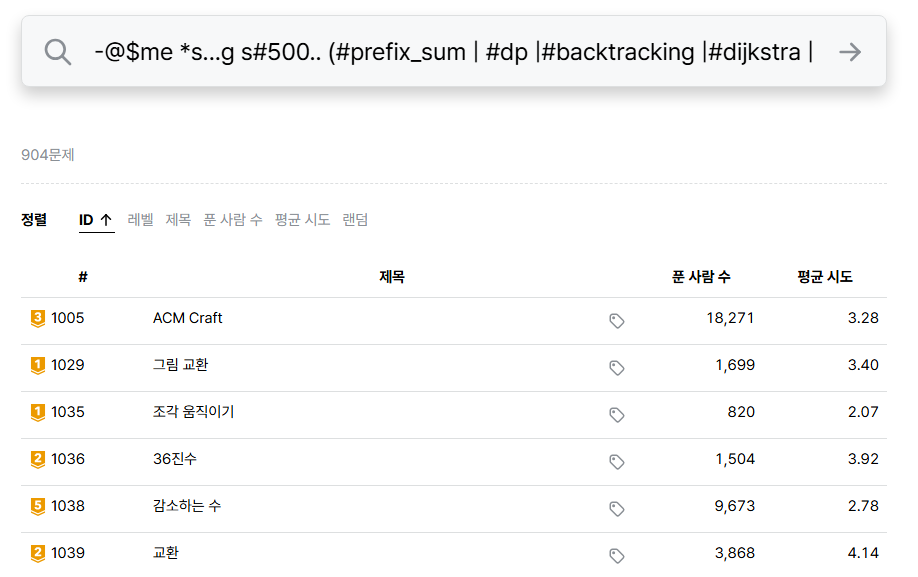 -@$me *s...g s#500.. (#prefix_sum | #dp |#backtracking |#dijkstra |
904문제
정렬 ID ↑ 레벨 제목 푼 사람 수 평균 시도 랜덤
# 제목 푼 사람 수 평균 시도
3 1005 ACM Craft 18,271 3.28
1 1029 그림 교환 1,699 3.40
1 1035 조각 움직이기 820 2.07
2 1036 36진수 1,504 3.92
5 1038 감소하는 수 9,673 2.78
2 1039 교환 3,868 4.14